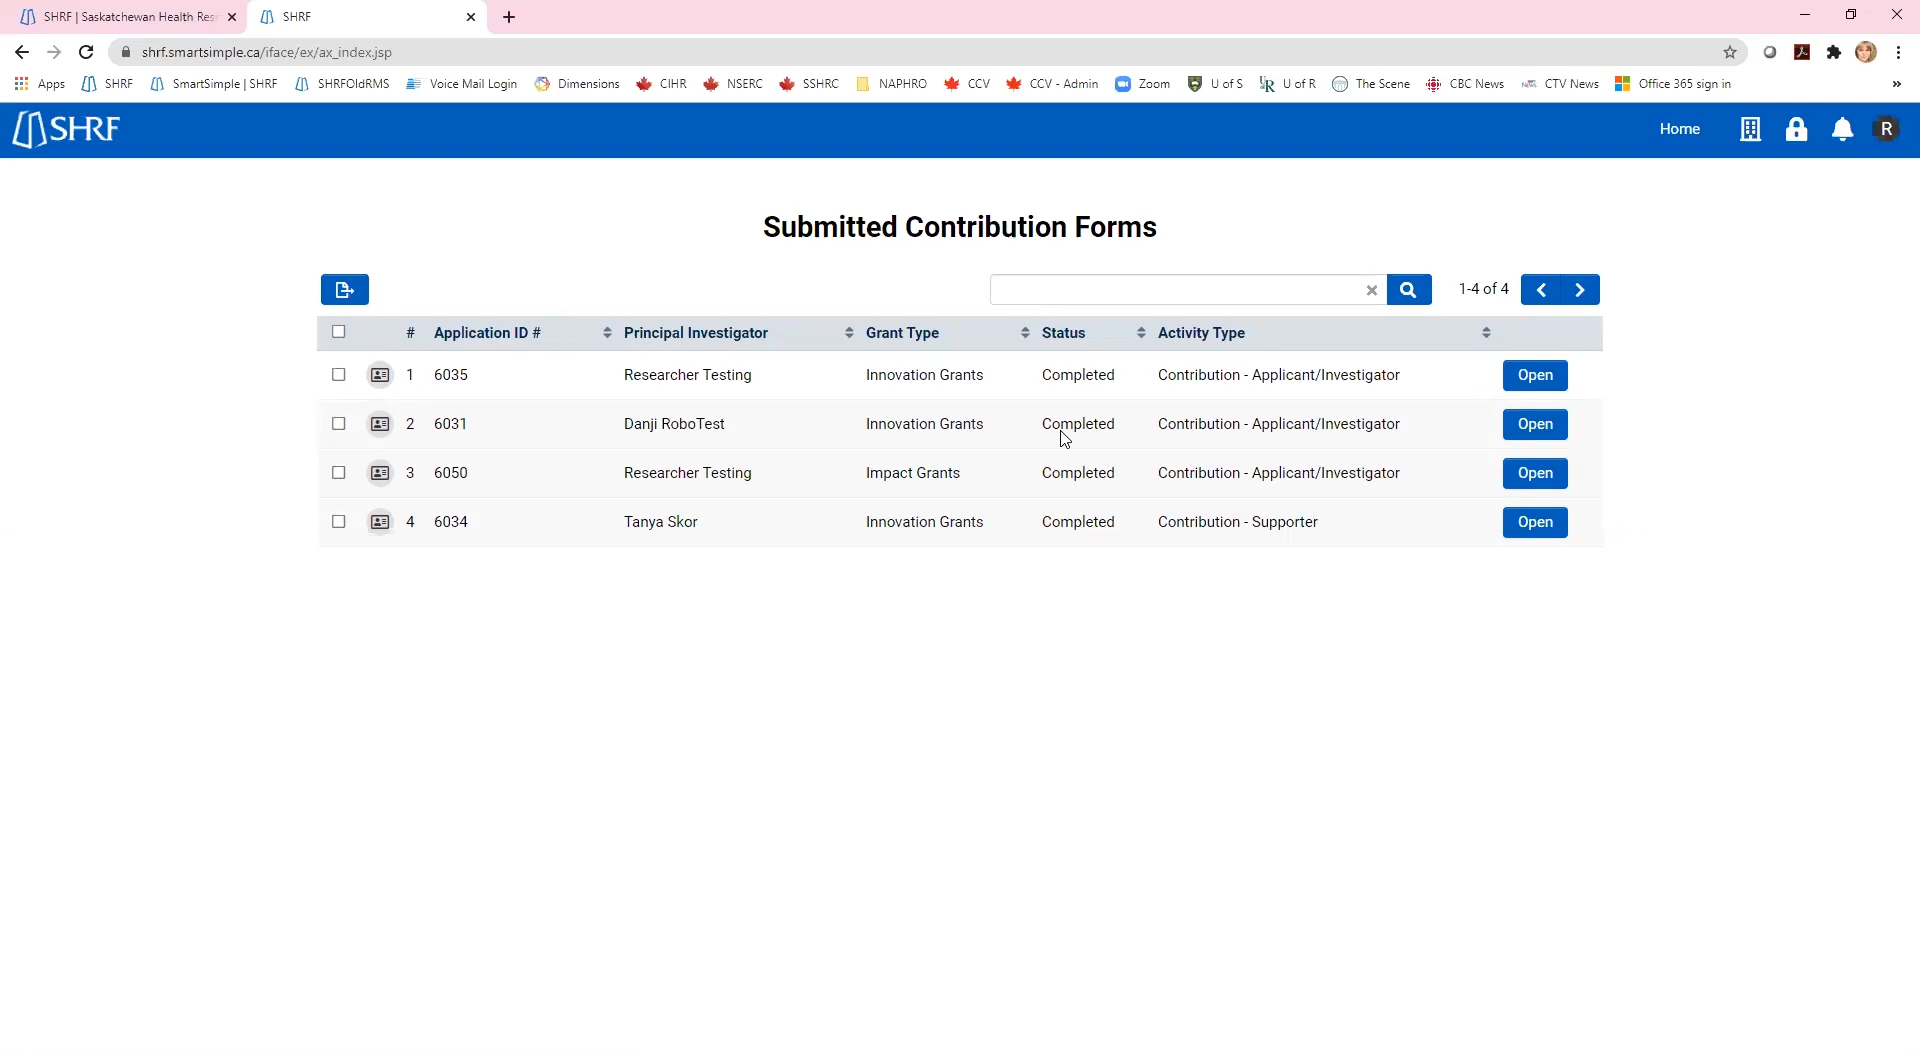 SHRF | Saskatchewan Health Res
SHRF
shrf.smartsimple.ca/iface/ex/ax_index.jsp
Apps SHRF SmartSimple | SHRF SHRFOldRMS Voice Mail Login Dimensions CIHR NSERC SSHRC NAPHRO CCV CCV - Admin Zoom U of S U of R The Scene CBC News CTV News Office 365 sign in »
SHRF Home R
Submitted Contribution Forms
1-4 of 4
# Application ID # Principal Investigator Grant Type Status Activity Type
1 6035 Researcher Testing Innovation Grants Completed Contribution - Applicant/Investigator Open
2 6031 Danji RoboTest Innovation Grants Completed Contribution - Applicant/Investigator Open
3 6050 Researcher Testing Impact Grants Completed Contribution - Applicant/Investigator Open
4 6034 Tanya Skor Innovation Grants Completed Contribution - Supporter Open